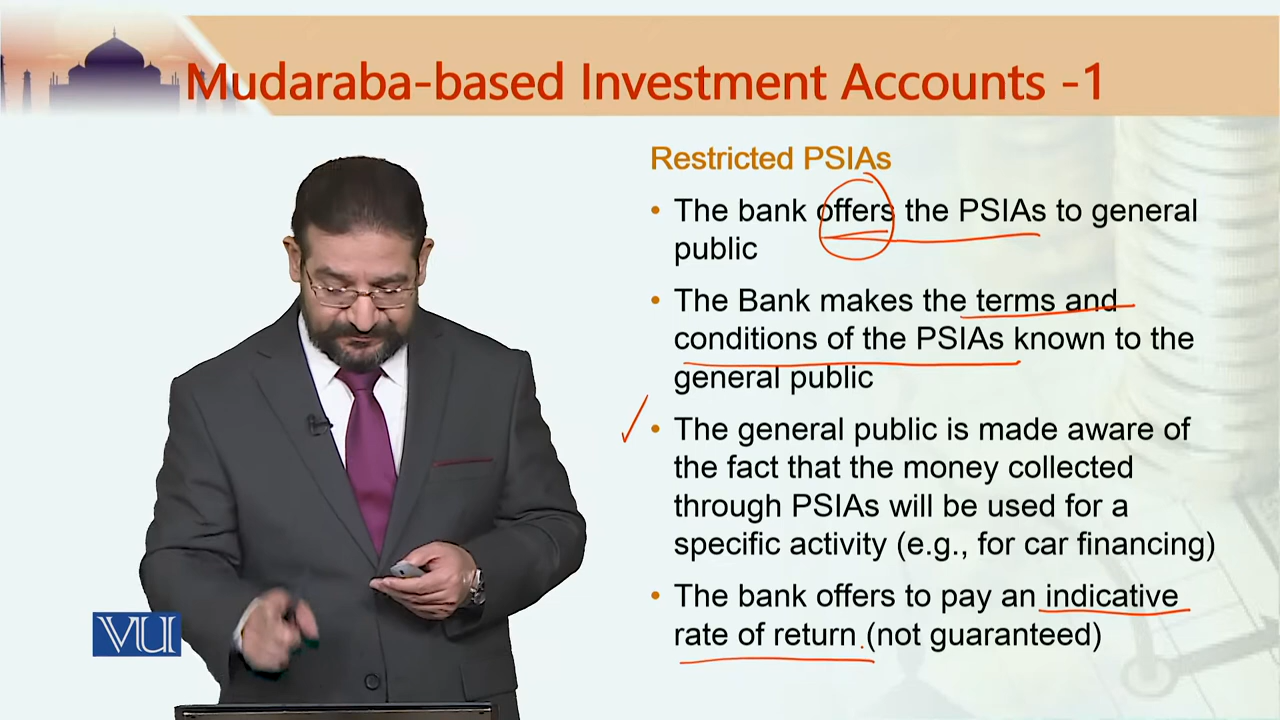 Mudaraba-based Investment Accounts -1
Restricted PSIAs
• The bank offers the PSIAs to general
public
• The Bank makes the terms and
conditions of the PSIAs known to the
general public
• The general public is made aware of
the fact that the money collected
through PSIAs will be used for a
specific activity (e.g., for car financing)
• The bank offers to pay an indicative
rate of return (not guaranteed)
VU